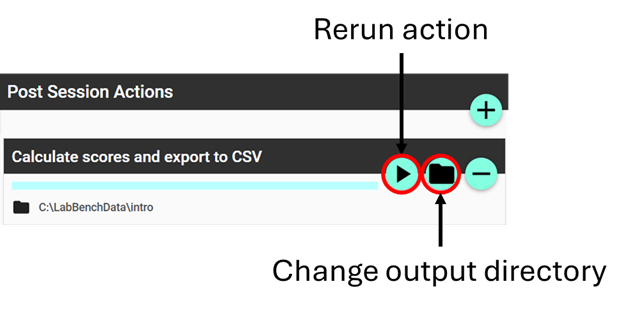 Rerun action
Post Session Actions
Calculate scores and export to CSV
C:\LabBenchData\intro
Change output directory